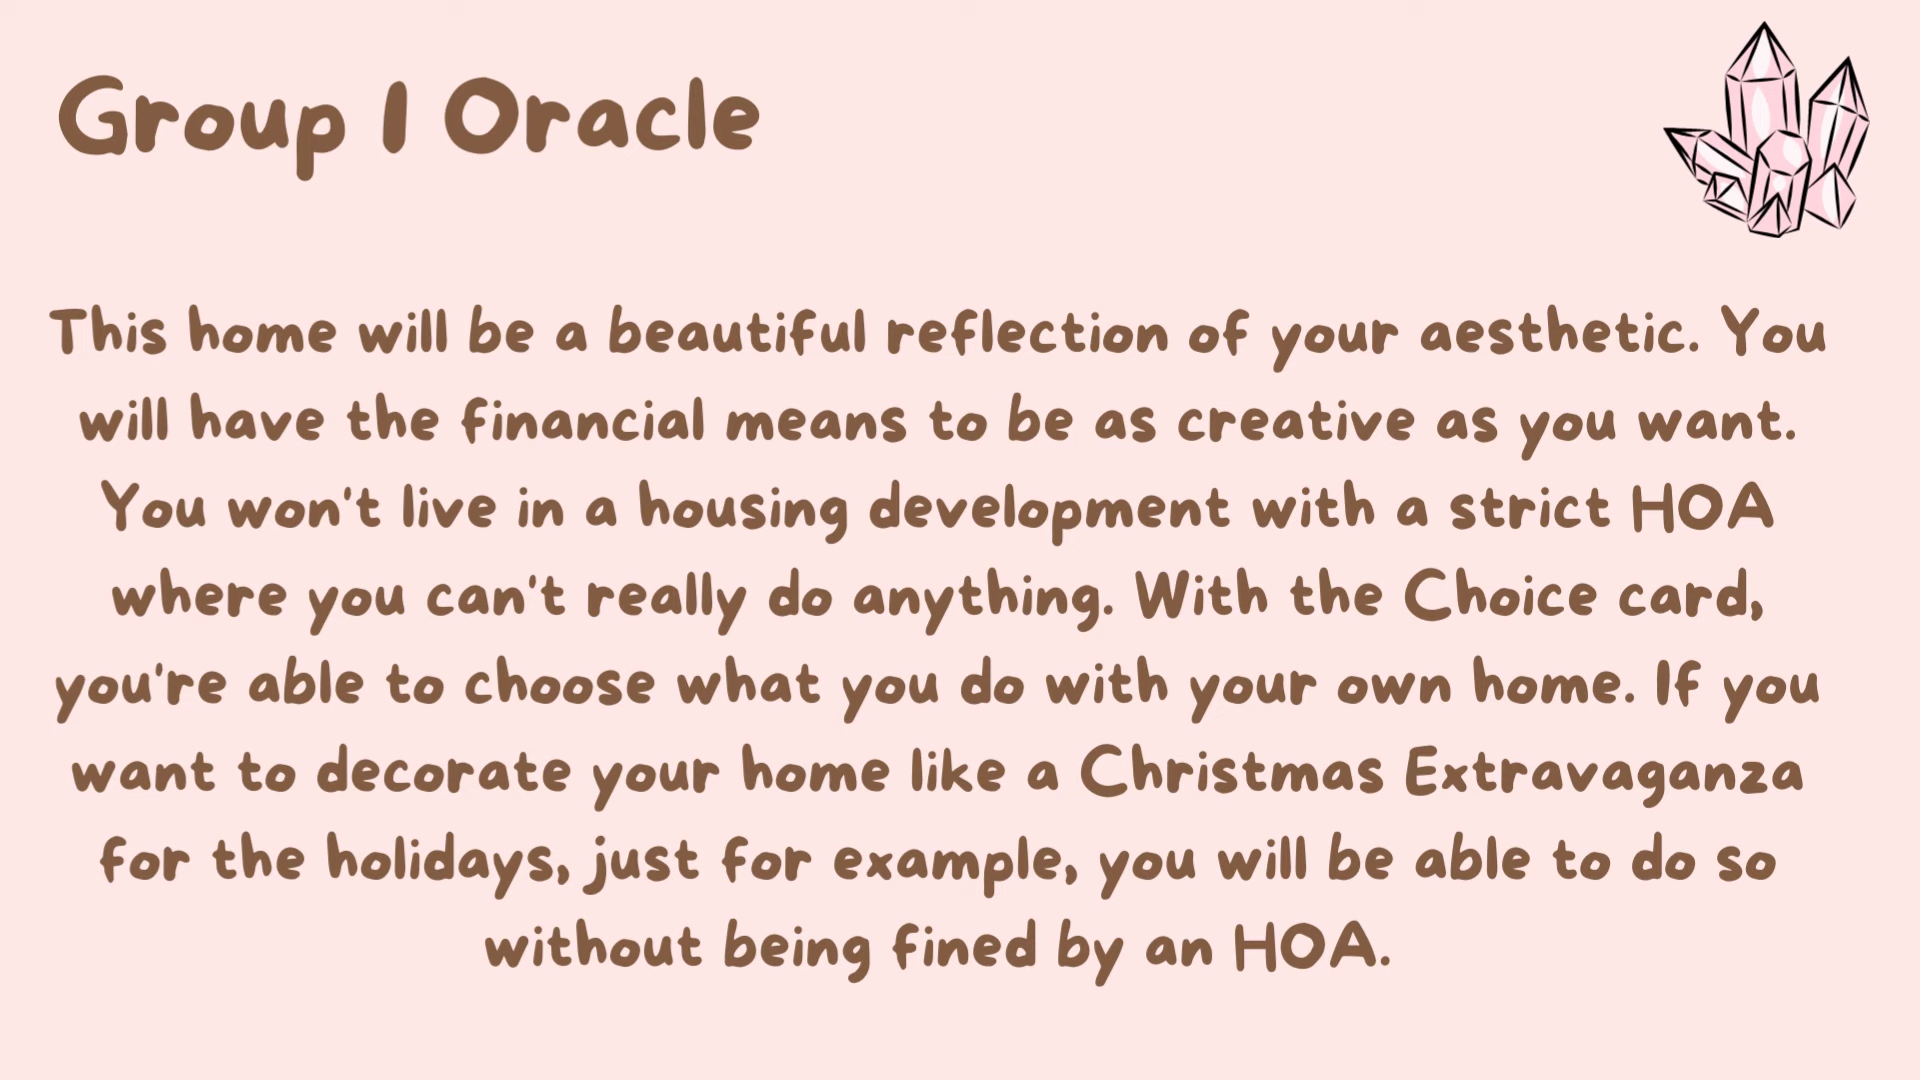 Group 1 Oracle
This home will be a beautiful reflection of your aesthetic. You
will have the financial means to be as creative as you want.
You won't live in a housing development with a strict HOA
where you can't really do anything. With the Choice card,
you're able to choose what you do with your own home. If you
want to decorate your home like a Christmas Extravaganza
for the holidays, just for example, you will be able to do so
without being fined by an HOA.